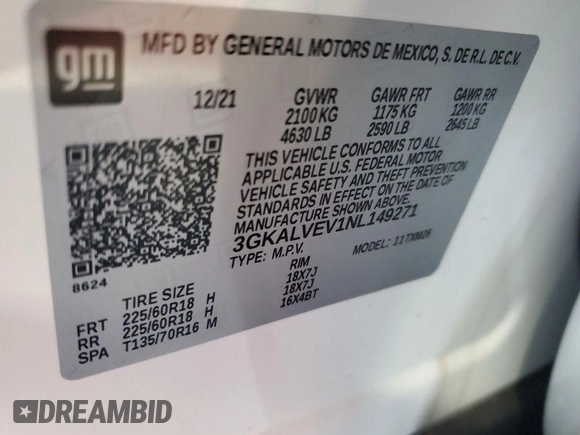 gm
MFD BY GENERAL MOTORS DE MEXICO, S. DE R.L. DE C.V.
12/21 GVWR GAWR FRT GAWR RR
2100 KG 1175 KG 1200 KG
4630 LB 2590 LB 2645 LB
THIS VEHICLE CONFORMS TO ALL
APPLICABLE U.S. FEDERAL MOTOR
VEHICLE SAFETY AND THEFT PREVENTION
STANDARDS IN EFFECT ON THE DATE OF
MANUFACTURE SHOWN ABOVE.
3GKALVEV1NL149271
TYPE: M.P.V. MODEL: 11TXM26
8624
TIRE SIZE RIM
FRT 225/60R18 H 18X7J
RR 225/60R18 H 18X7J
SPA T135/70R16 M 16X4BT
DREAMBID